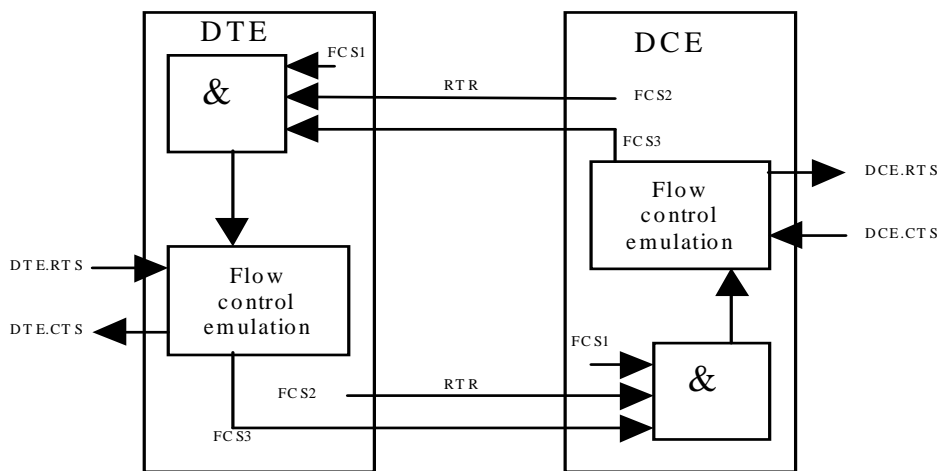 DTE
DCE
FCS1
&
RTR
FCS2
FCS3
DCE.RTS
Flow
control
emulation
DCE.CTS
DTE.RTS
Flow
control
emulation
DTE.CTS
FCS1
&
FCS2
RTR
FCS3